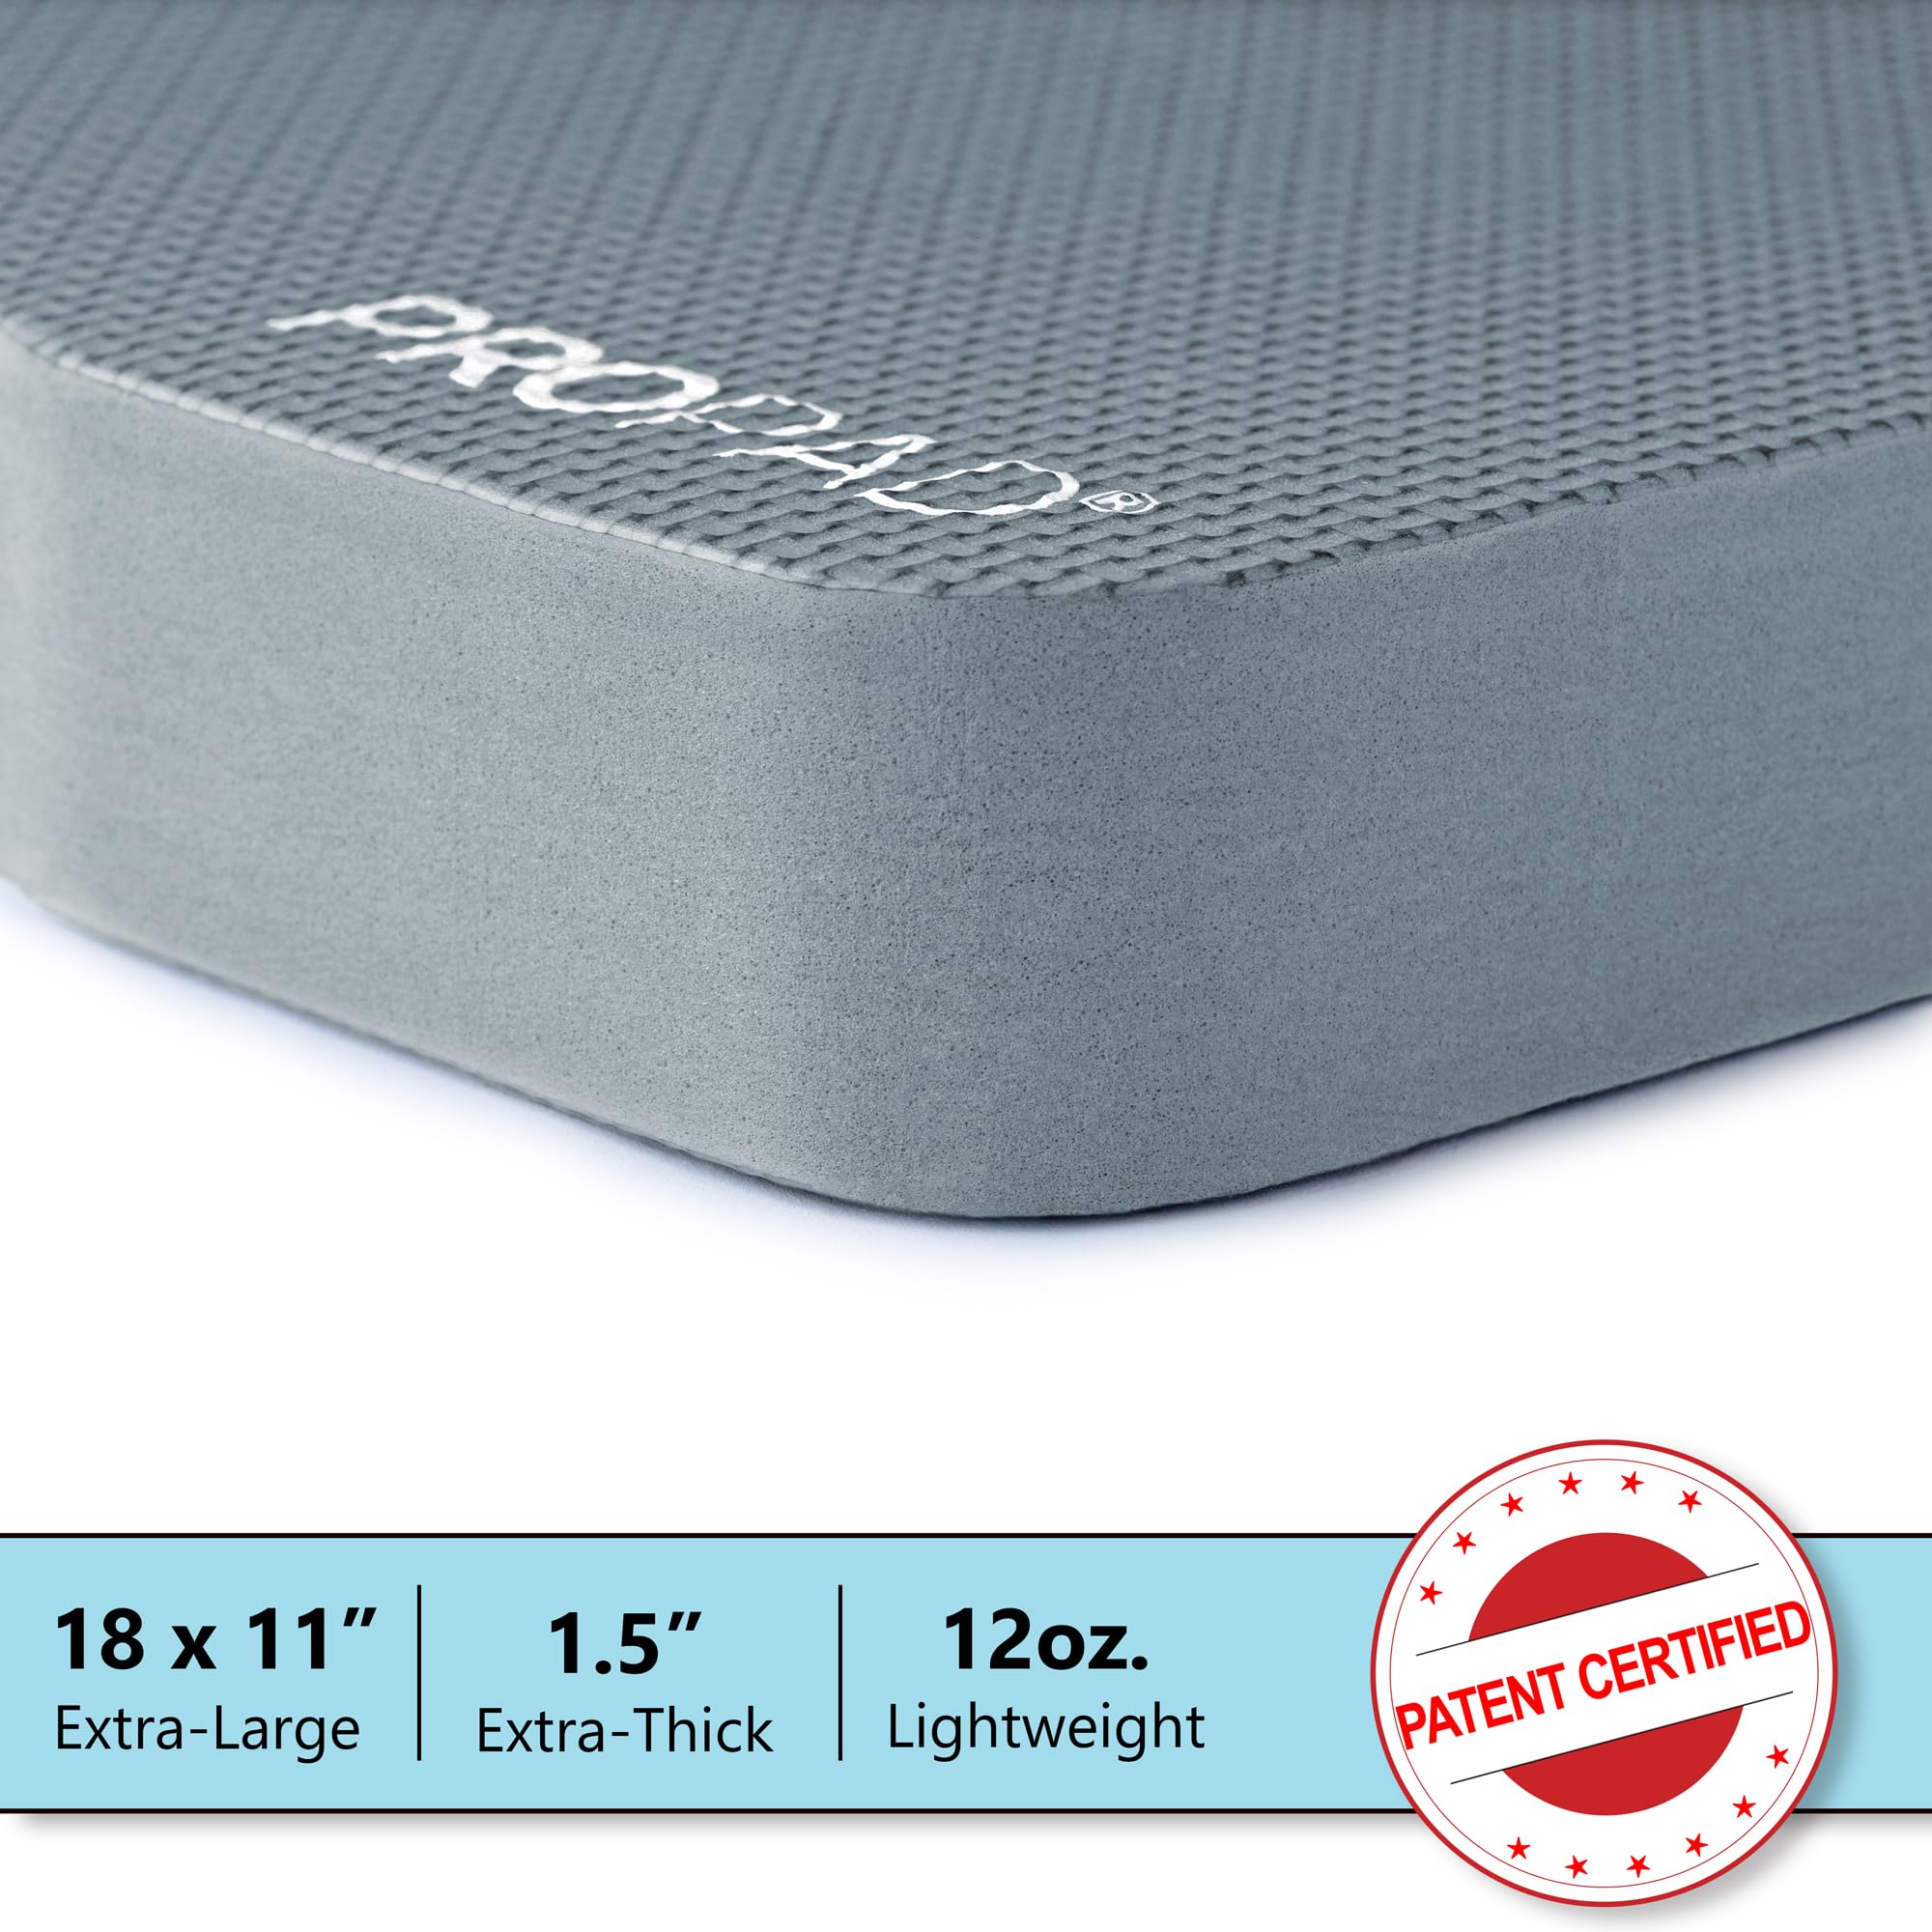 PROPAD®
18 x 11”
Extra-Large
1.5”
Extra-Thick
12oz.
Lightweight
PATENT CERTIFIED